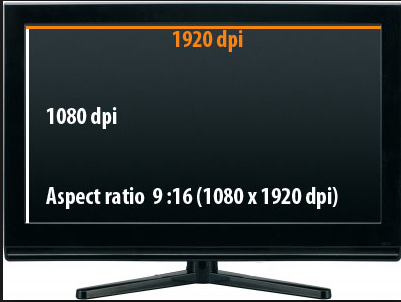 1920 dpi
1080 dpi
Aspect ratio 9 :16 (1080 x 1920 dpi)